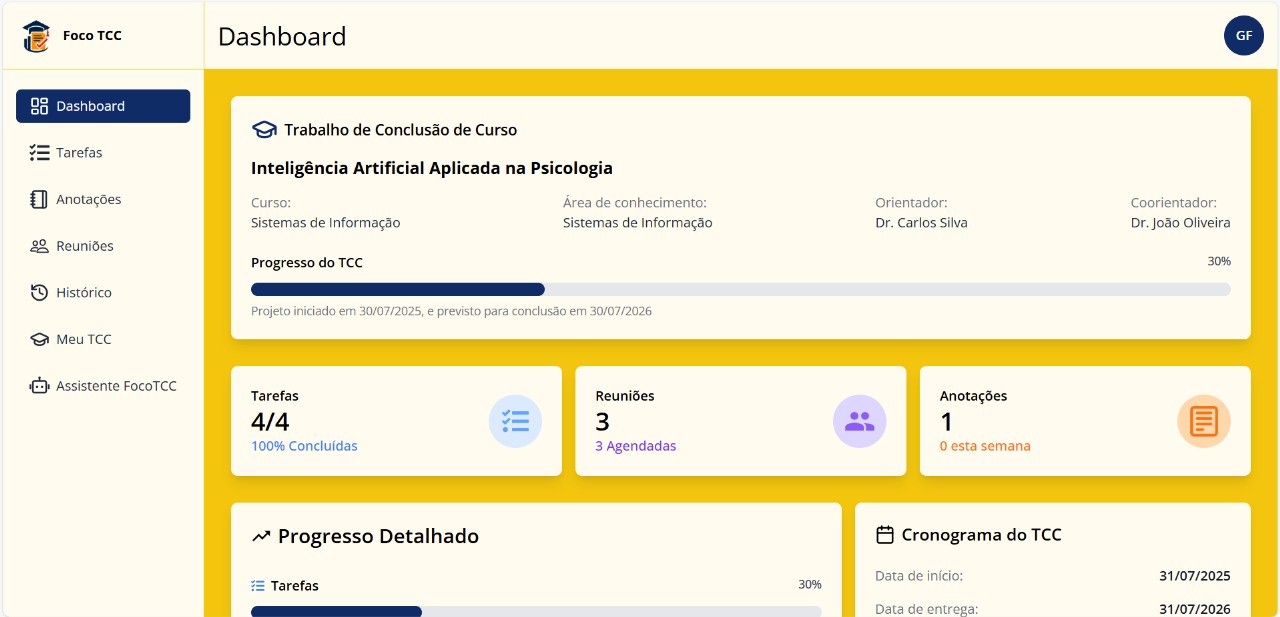 Foco TCC
Dashboard
GF
Dashboard
Tarefas
Anotações
Reuniões
Histórico
Meu TCC
Assistente FocoTCC
Trabalho de Conclusão de Curso
Inteligência Artificial Aplicada na Psicologia
Curso:
Sistemas de Informação
Área de conhecimento:
Sistemas de Informação
Orientador:
Dr. Carlos Silva
Coorientador:
Dr. João Oliveira
Progresso do TCC
30%
Projeto iniciado em 30/07/2025, e previsto para conclusão em 30/07/2026
Tarefas
4/4
100% Concluídas
Reuniões
3
3 Agendadas
Anotações
1
0 esta semana
Progresso Detalhado
Tarefas
30%
Cronograma do TCC
Data de início:
31/07/2025
Data de entrega:
31/07/2026